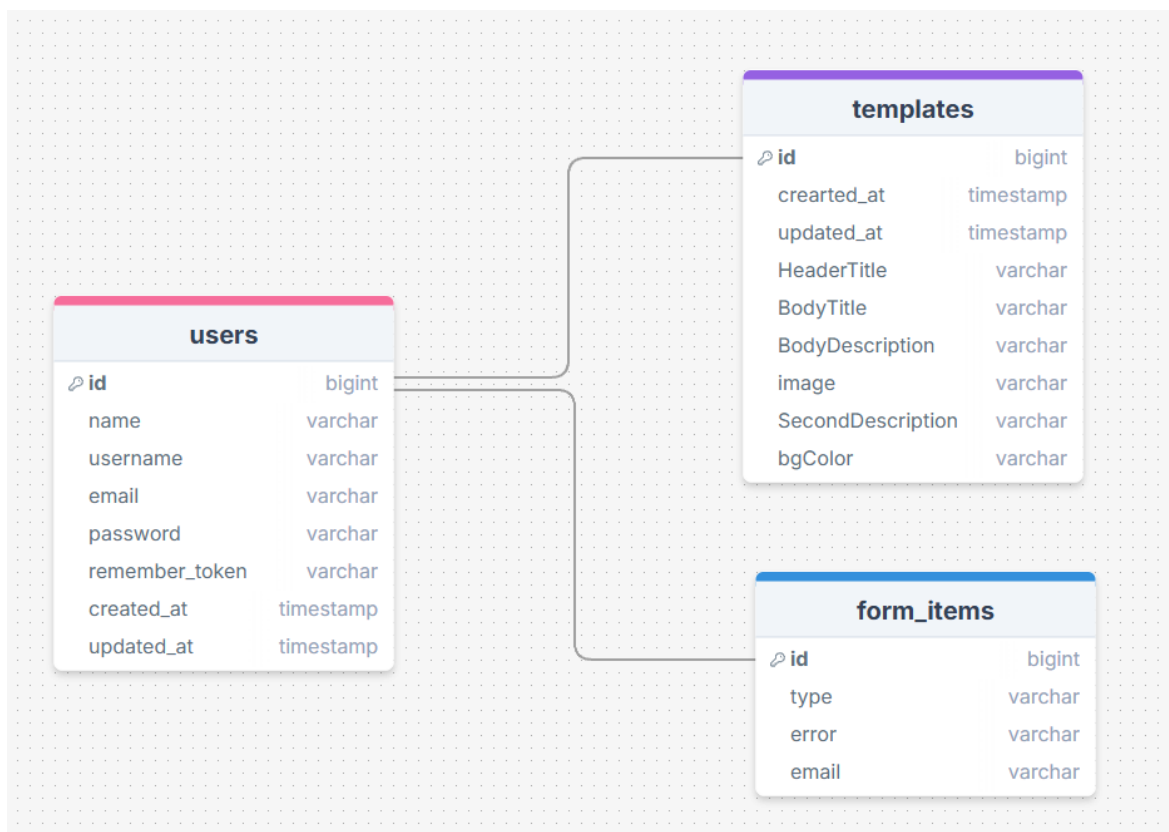 users
id bigint
name varchar
username varchar
email varchar
password varchar
remember_token varchar
created_at timestamp
updated_at timestamp
templates
id bigint
crearted_at timestamp
updated_at timestamp
HeaderTitle varchar
BodyTitle varchar
BodyDescription varchar
image varchar
SecondDescription varchar
bgColor varchar
form_items
id bigint
type varchar
error varchar
email varchar